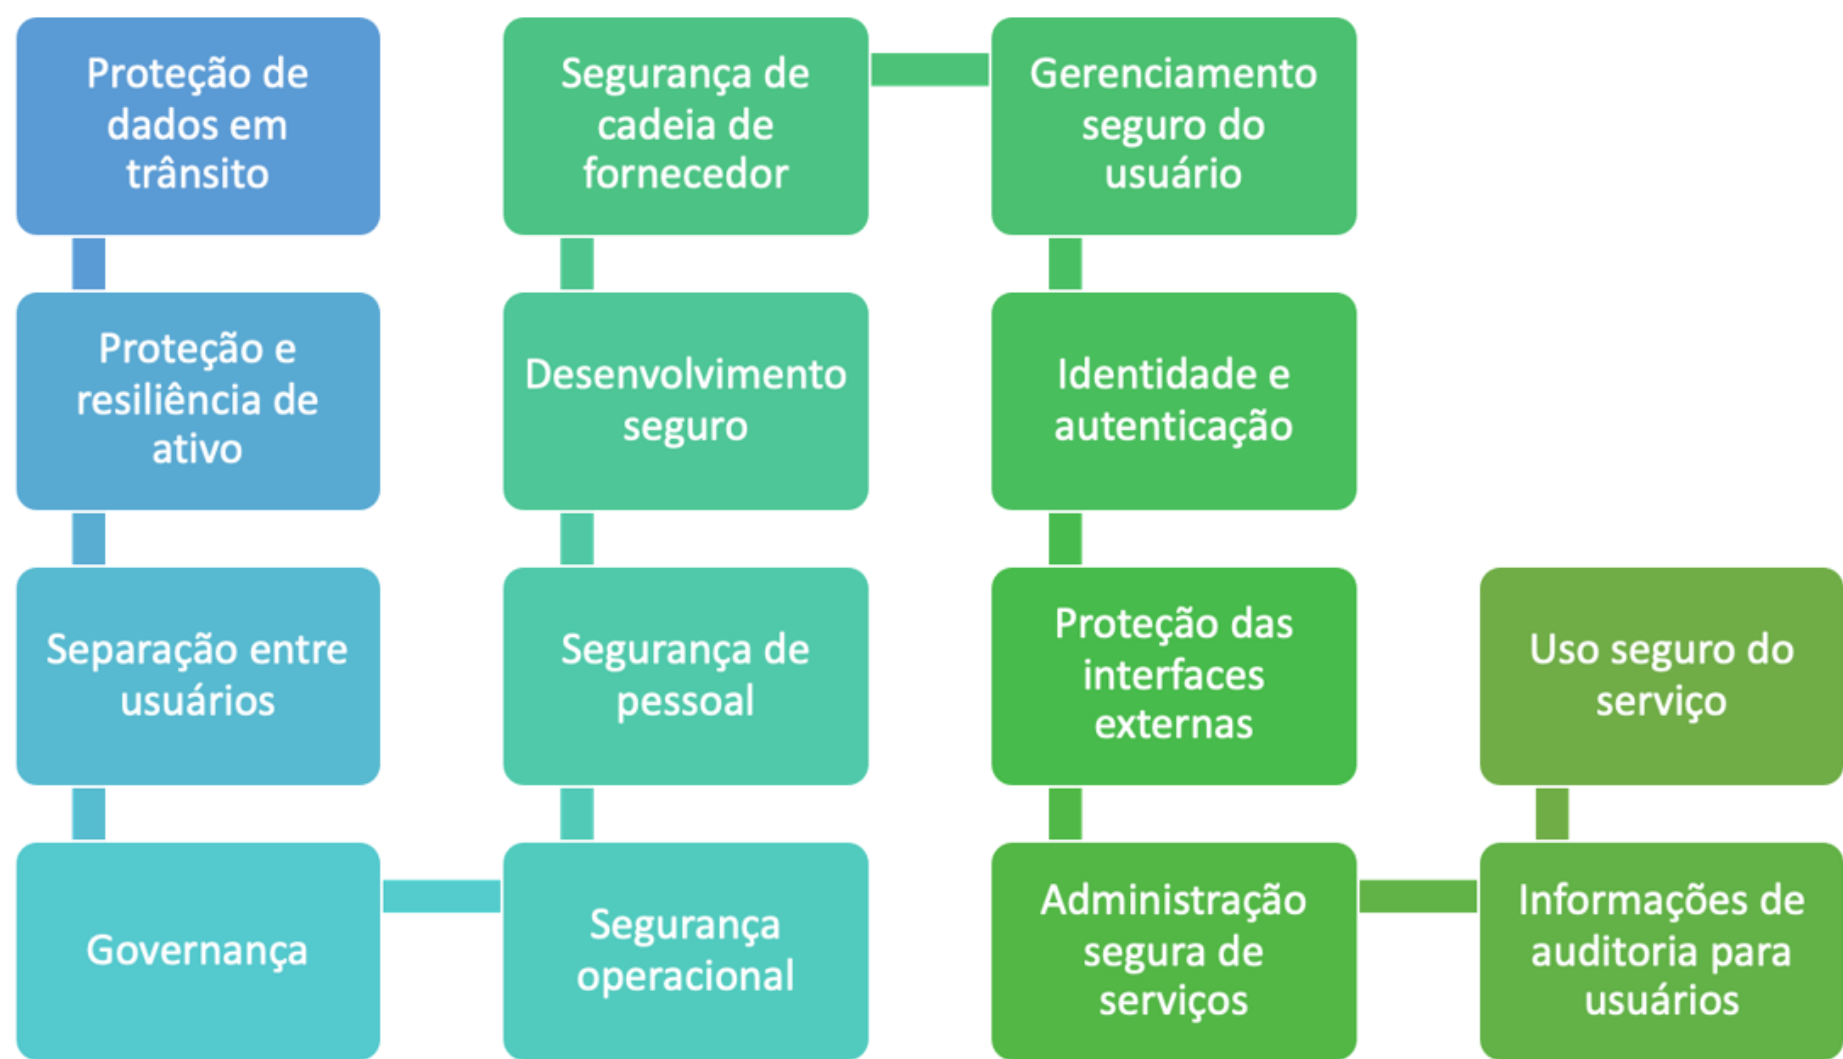 Proteção de
dados em
trânsito
Proteção e
resiliência de
ativo
Separação entre
usuários
Governança
Segurança
operacional
Segurança de
pessoal
Desenvolvimento
seguro
Segurança de
cadeia de
fornecedor
Gerenciamento
seguro do
usuário
Identidade e
autenticação
Proteção das
interfaces
externas
Administração
segura de
serviços
Informações de
auditoria para
usuários
Uso seguro do
serviço